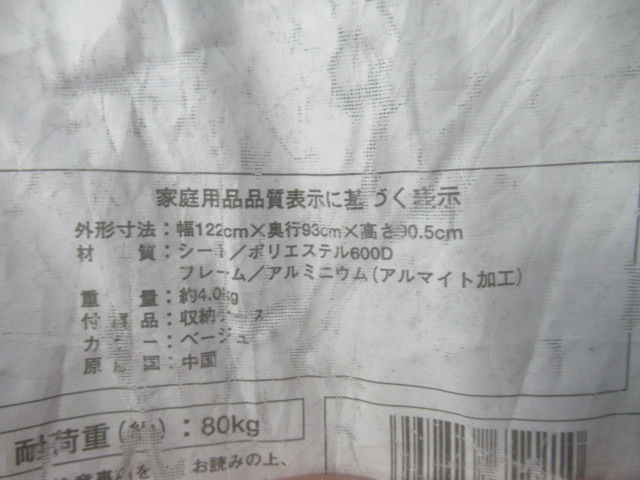 家庭用品品質表示に基づく表示
外形寸法:幅122cm×奥行93cm×高さ90.5cm
材 質:シート/ポリエステル600D
フレーム/アルミニウム(アルマイト加工)
重 量:約4.0kg
付属品:収納ケース
カラー:ベージュ
原産国:中国
耐荷重(約):80kg
お読みの上、